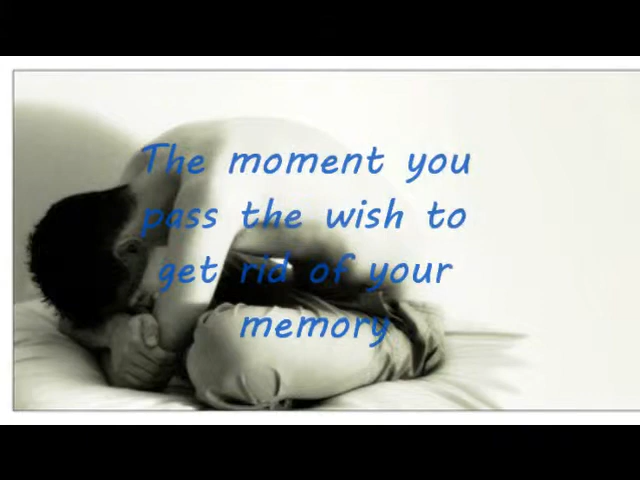 The moment you
pass the wish to
get rid of your
memory